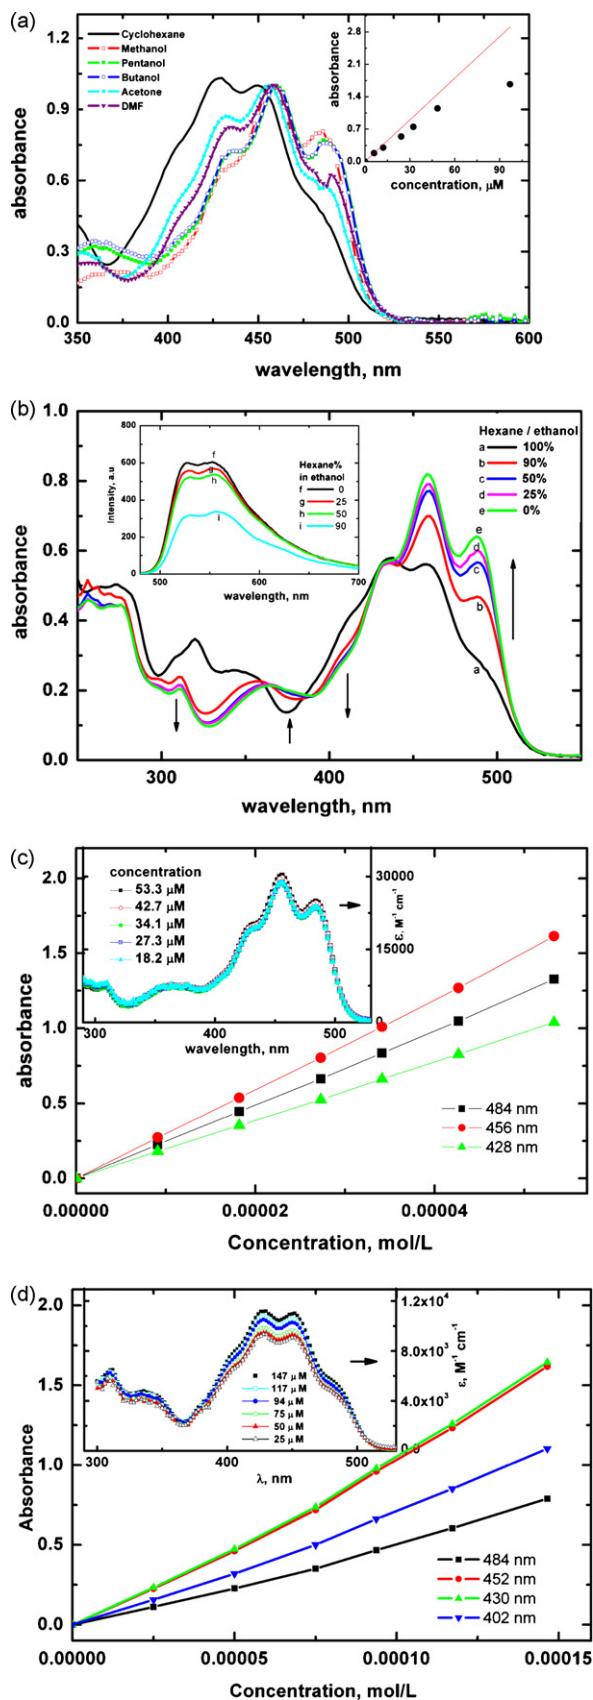 (a)
Cyclohexane
Methanol
Pentanol
Butanol
Acetone
DMF
absorbance
1.2
0.9
0.6
0.3
0.0
350 400 450 500 550 600
wavelength, nm
absorbance
2.8
2.1
1.4
0.7
0.0
0 30 60 90
concentration, μM
(b)
absorbance
1.0
0.8
0.6
0.4
0.2
0.0
300 400 500
wavelength, nm
Intensity, a.u.
800
600
400
200
0
500 600 700
wavelength, nm
Hexane%
in ethanol
f 0
g 25
h 50
i 90
f
g
h
i
Hexane / ethanol
a 100%
b 90%
c 50%
d 25%
e 0%
e
d
c
b
a
(c)
absorbance
2.0
1.5
1.0
0.5
0.0
0.00000 0.00002 0.00004
Concentration, mol/L
concentration
53.3 μM
42.7 μM
34.1 μM
27.3 μM
18.2 μM
30000
15000
0
ε, M⁻¹ cm⁻¹
300 400 500
wavelength, nm
484 nm
456 nm
428 nm
(d)
Absorbance
2.0
1.5
1.0
0.5
0.0
0.00000 0.00005 0.00010 0.00015
Concentration, mol/L
147 μM
117 μM
94 μM
75 μM
50 μM
25 μM
1.2x10⁴
8.0x10³
4.0x10³
0.0
ε, M⁻¹ cm⁻¹
300 400 500
λ, nm
484 nm
452 nm
430 nm
402 nm